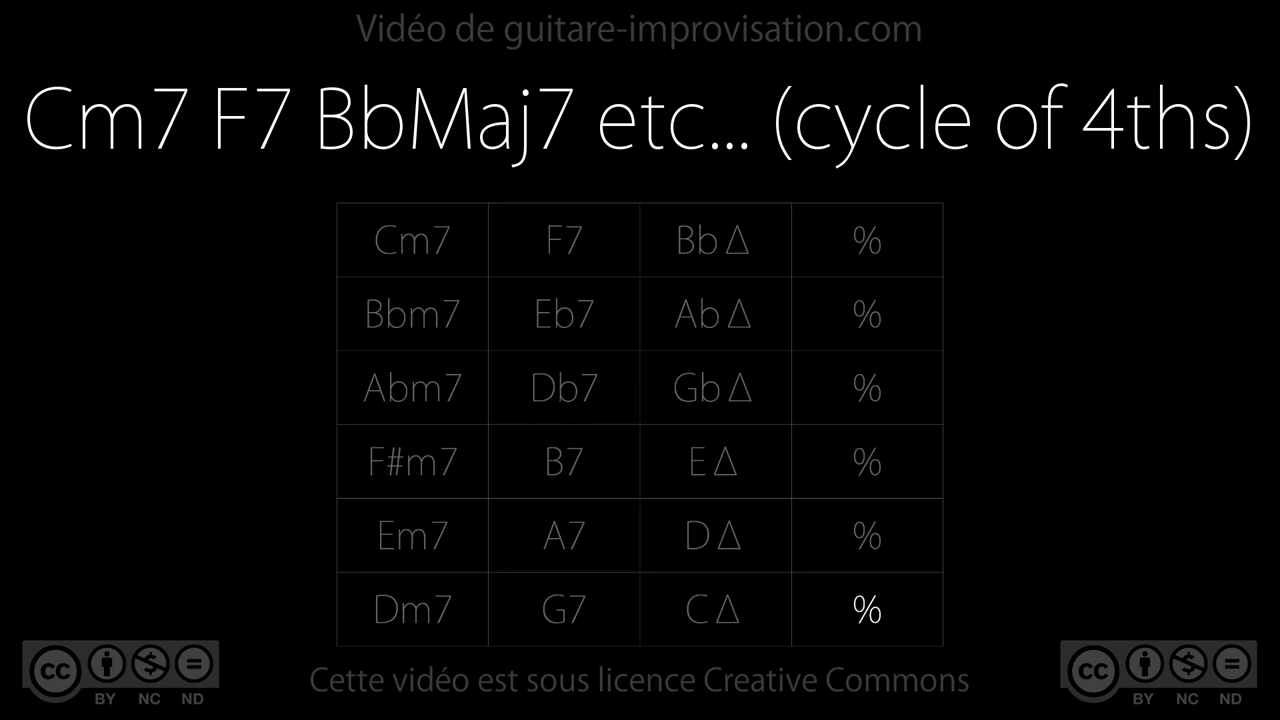 Vidéo de guitare-improvisation.com
Cm7 F7 BbMaj7 etc... (cycle of 4ths)
Cm7 F7 Bb Δ %
Bbm7 Eb7 Ab Δ %
Abm7 Db7 Gb Δ %
F#m7 B7 E Δ %
Em7 A7 D Δ %
Dm7 G7 C Δ %
cc BY NC ND
cc BY NC ND
Cette vidéo est sous licence Creative Commons